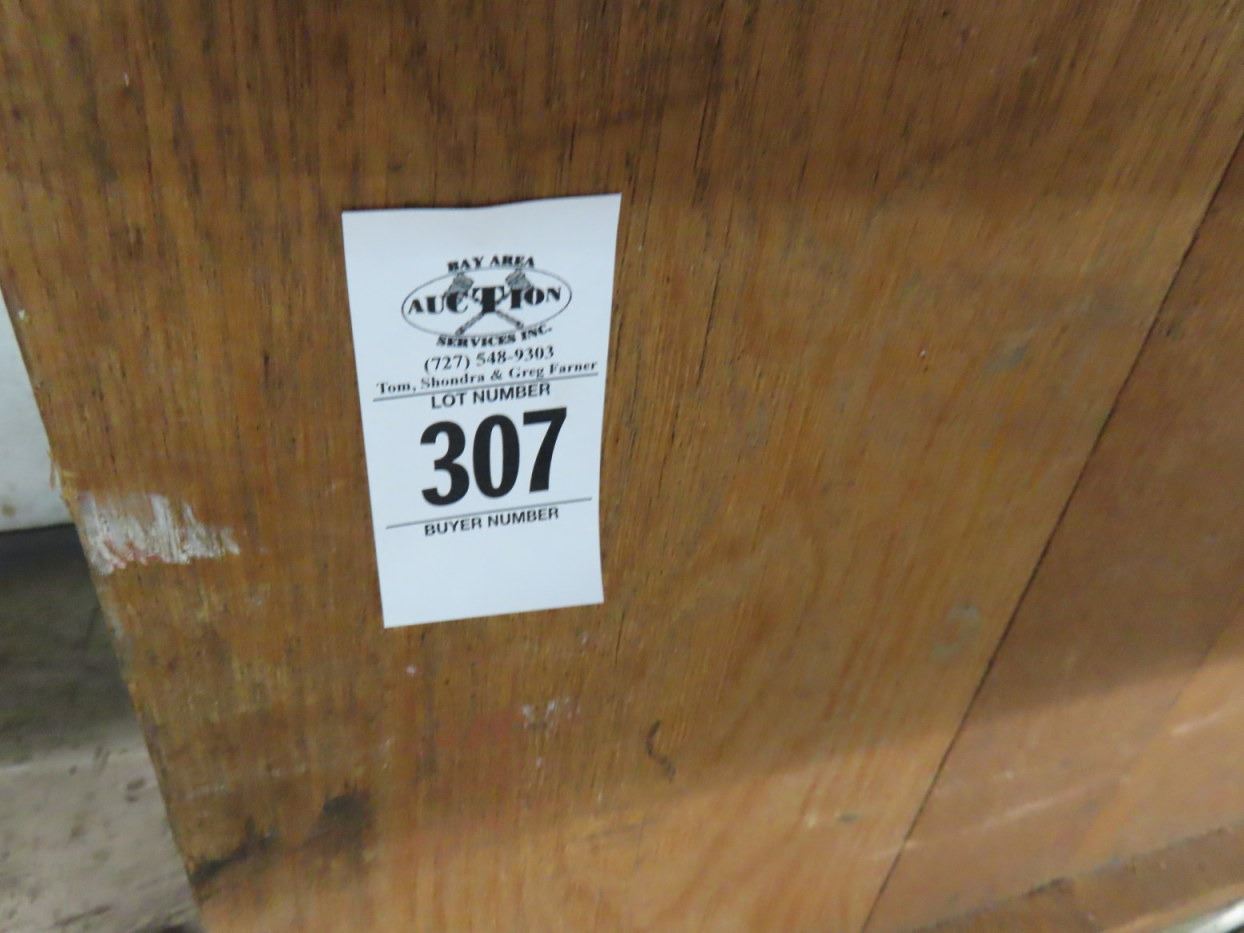 BAY AREA
AUCTION
SERVICES INC.
(727) 548-9303
Tom, Shondra & Greg Farner
LOT NUMBER
307
BUYER NUMBER